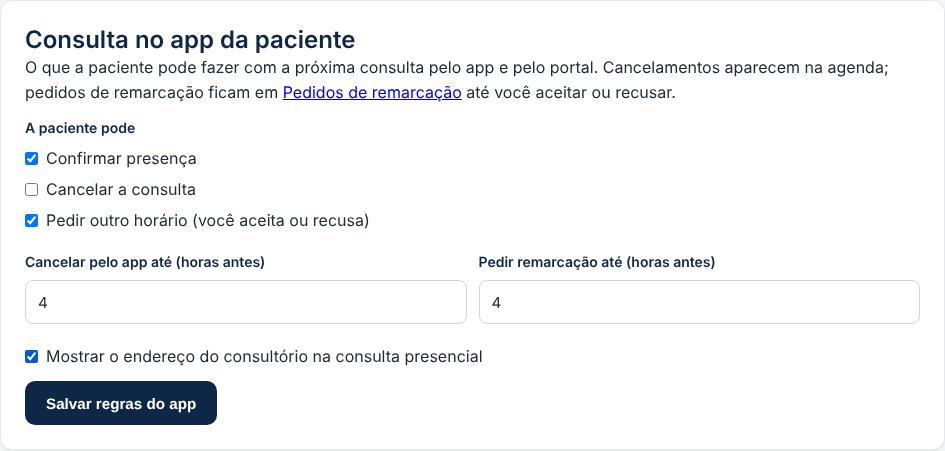 Consulta no app da paciente
O que a paciente pode fazer com a próxima consulta pelo app e pelo portal. Cancelamentos aparecem na agenda;
pedidos de remarcação ficam em Pedidos de remarcação até você aceitar ou recusar.
A paciente pode
Confirmar presença
Cancelar a consulta
Pedir outro horário (você aceita ou recusa)
Cancelar pelo app até (horas antes)
Pedir remarcação até (horas antes)
4
4
Mostrar o endereço do consultório na consulta presencial
Salvar regras do app